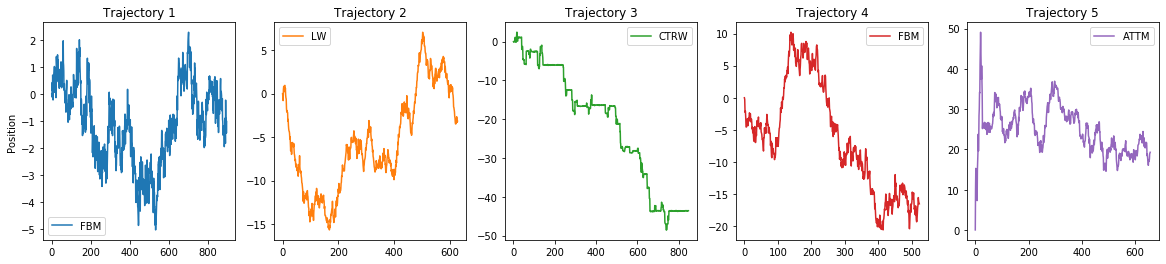 Trajectory 1
Trajectory 2
Trajectory 3
Trajectory 4
Trajectory 5
Position
2
1
0
−1
−2
−3
−4
−5
FBM
0 200 400 600 800
5
0
−5
−10
−15
LW
0 200 400 600
0
−10
−20
−30
−40
−50
CTRW
0 200 400 600 800
10
5
0
−5
−10
−15
−20
FBM
0 100 200 300 400 500
50
40
30
20
10
0
ATTM
0 200 400 600